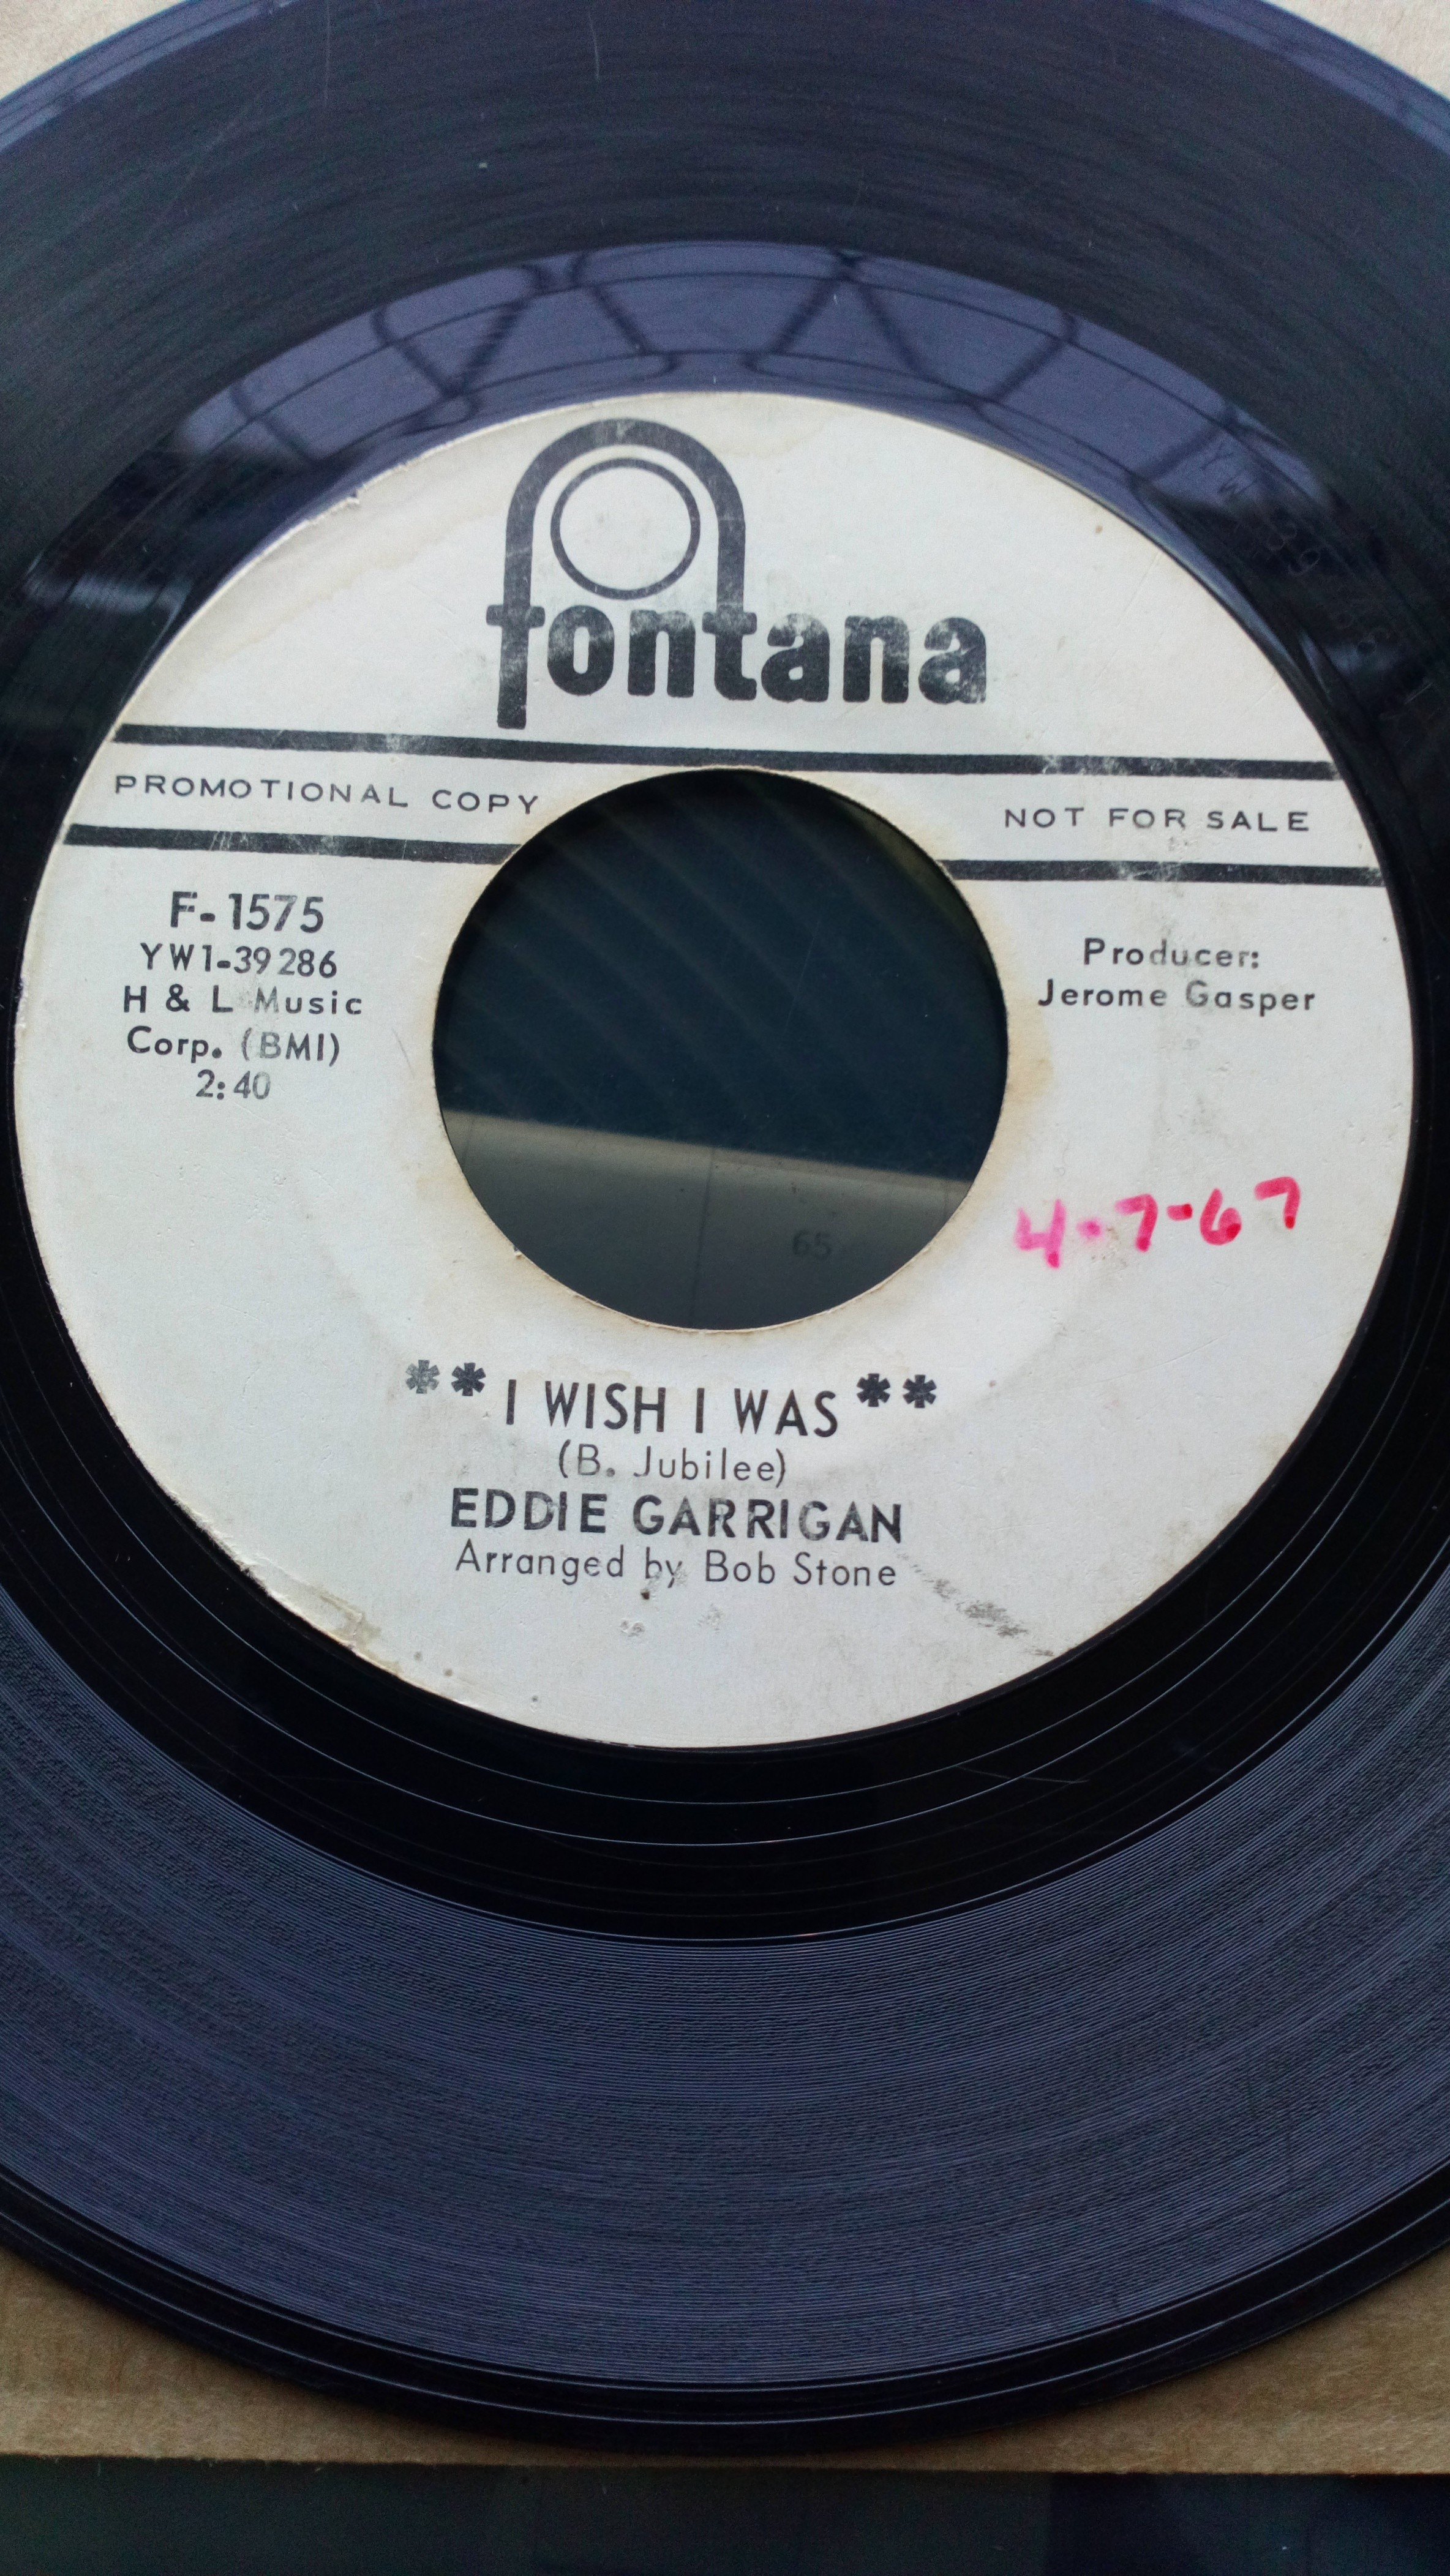 fontana
PROMOTIONAL COPY NOT FOR SALE
F-1575
YW1-39286
H & L Music
Corp. (BMI)
2:40
Producer:
Jerome Gasper
4-7-67
65
**I WISH I WAS**
(B. Jubilee)
EDDIE GARRIGAN
Arranged by Bob Stone